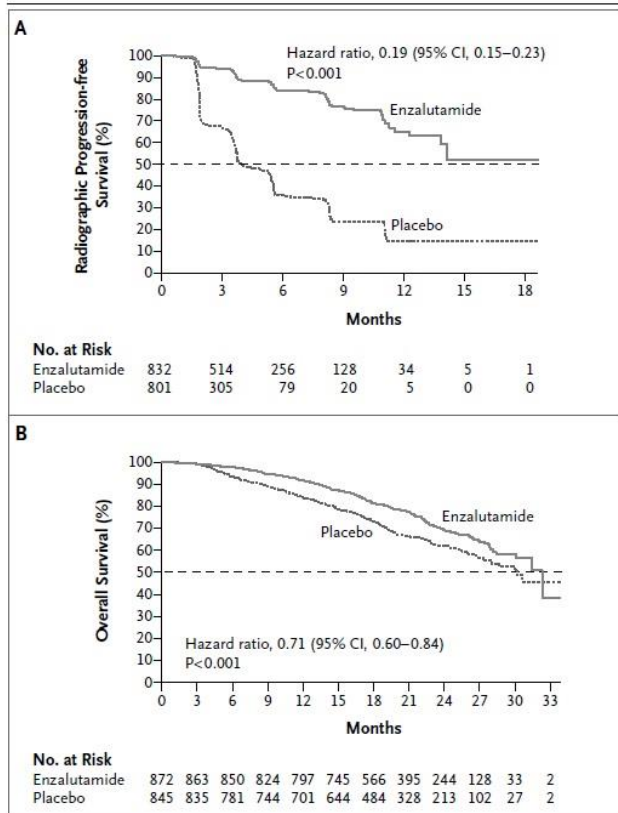 A
Hazard ratio, 0.19 (95% CI, 0.15–0.23)
P<0.001
Radiographic Progression-free
Survival (%)
100
90
80
70
60
50
40
30
20
10
0
Enzalutamide
Placebo
0 3 6 9 12 15 18
Months
No. at Risk
Enzalutamide 832 514 256 128 34 5 1
Placebo 801 305 79 20 5 0 0
B
Overall Survival (%)
100
90
80
70
60
50
40
30
20
10
0
Enzalutamide
Placebo
Hazard ratio, 0.71 (95% CI, 0.60–0.84)
P<0.001
0 3 6 9 12 15 18 21 24 27 30 33
Months
No. at Risk
Enzalutamide 872 863 850 824 797 745 566 395 244 128 33 2
Placebo 845 835 781 744 701 644 484 328 213 102 27 2